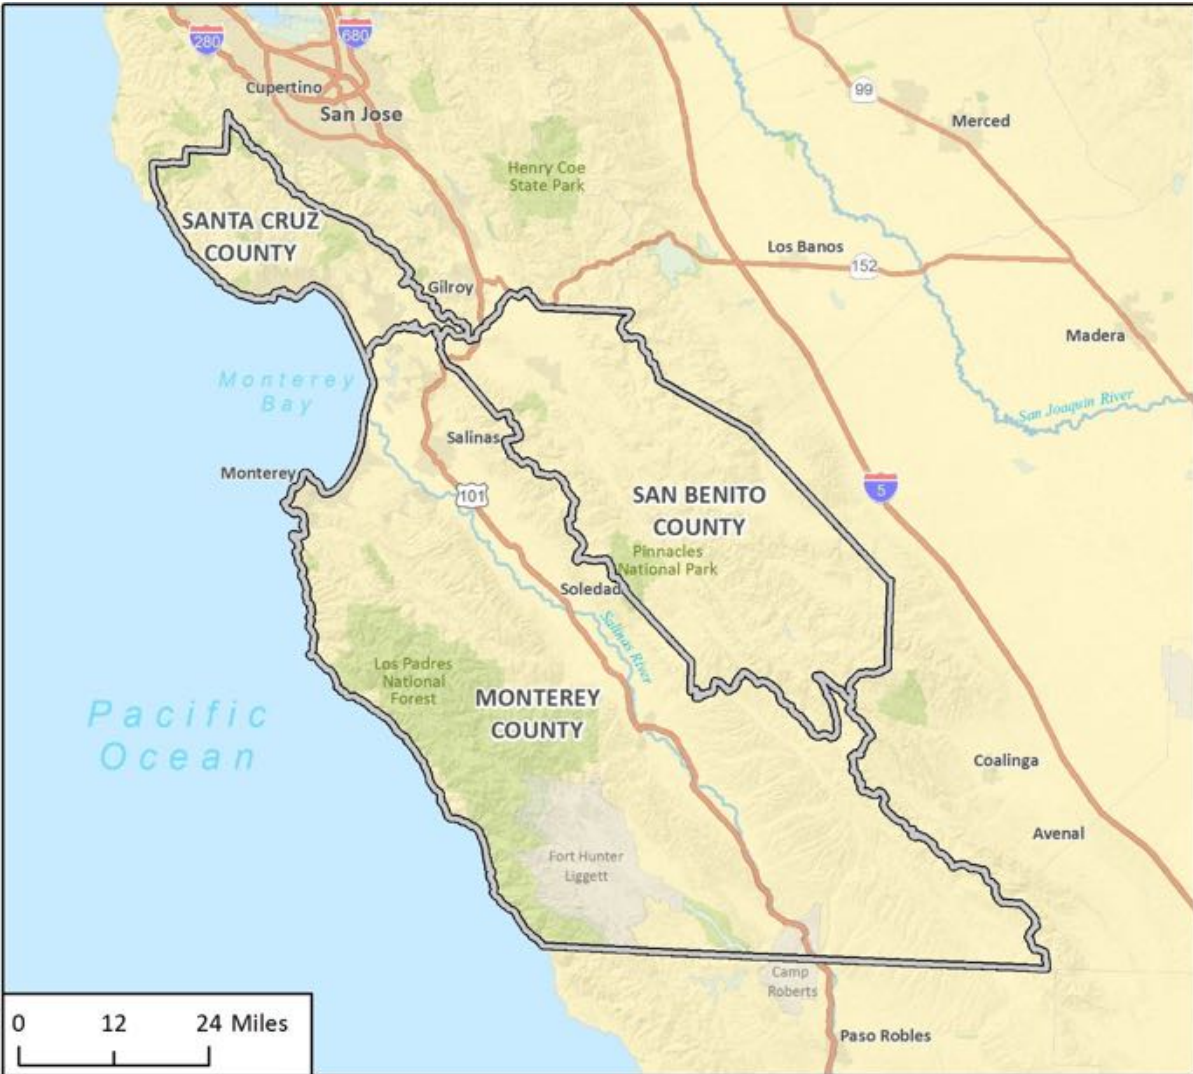 280
680
Cupertino
San Jose
99
Merced
Henry Coe
State Park
SANTA CRUZ
COUNTY
Los Banos
152
Gilroy
Madera
Monterey
Bay
San Joaquin River
Salinas
Monterey
101
5
SAN BENITO
COUNTY
Pinnacles
National Park
Soledad
Salinas River
Los Padres
National
Forest
MONTEREY
COUNTY
Pacific
Ocean
Coalinga
Avenal
Fort Hunter
Liggett
Camp
Roberts
0 12 24 Miles
Paso Robles